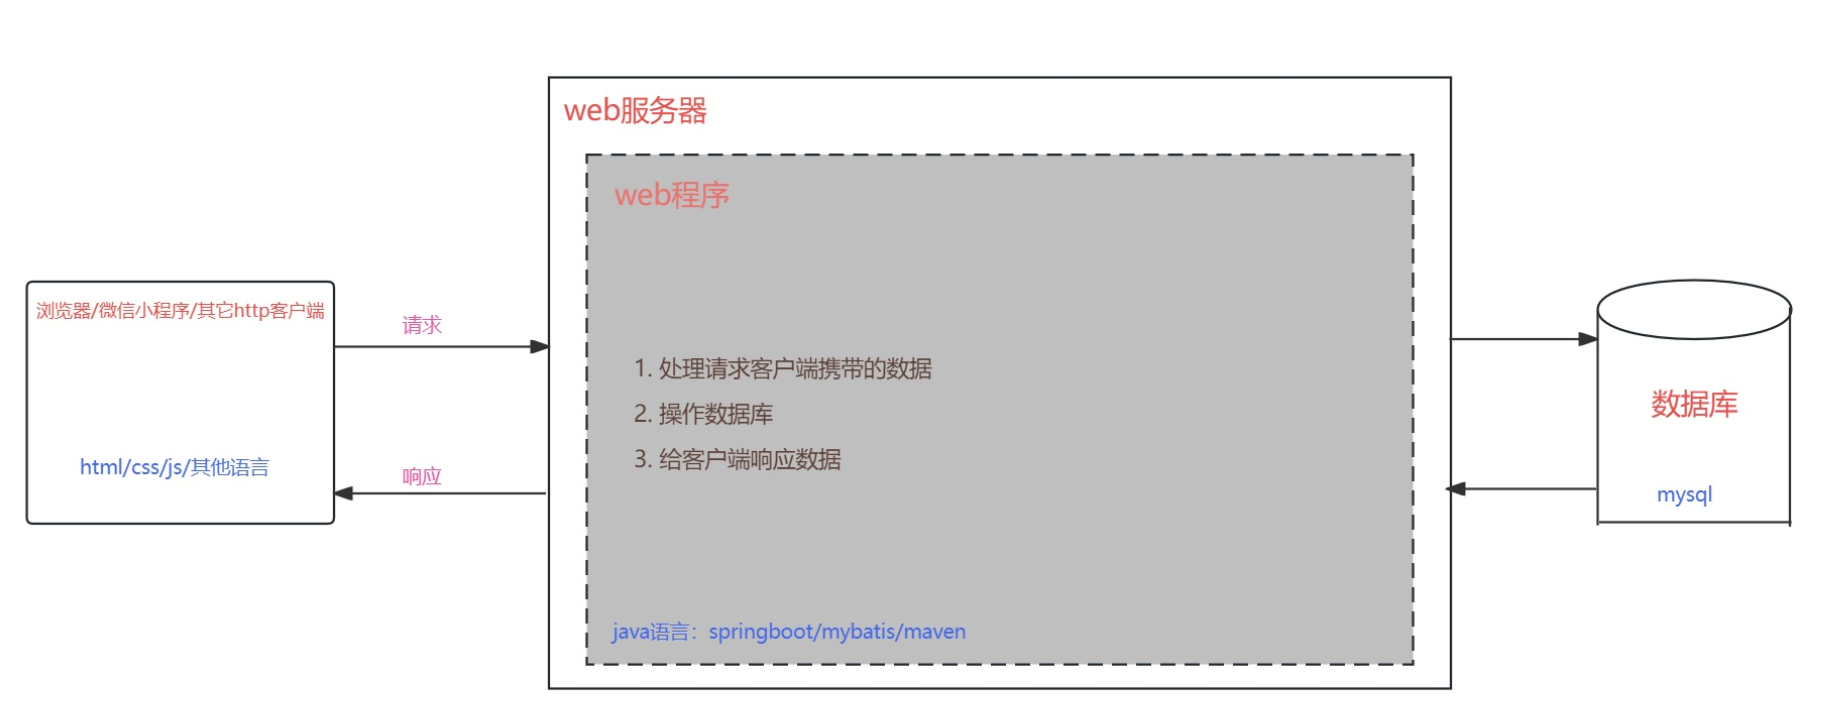 web服务器
web程序
浏览器/微信小程序/其它http客户端
请求
1. 处理请求客户端携带的数据
2. 操作数据库
3. 给客户端响应数据
数据库
html/css/js/其他语言
响应
mysql
java语言：springboot/mybatis/maven